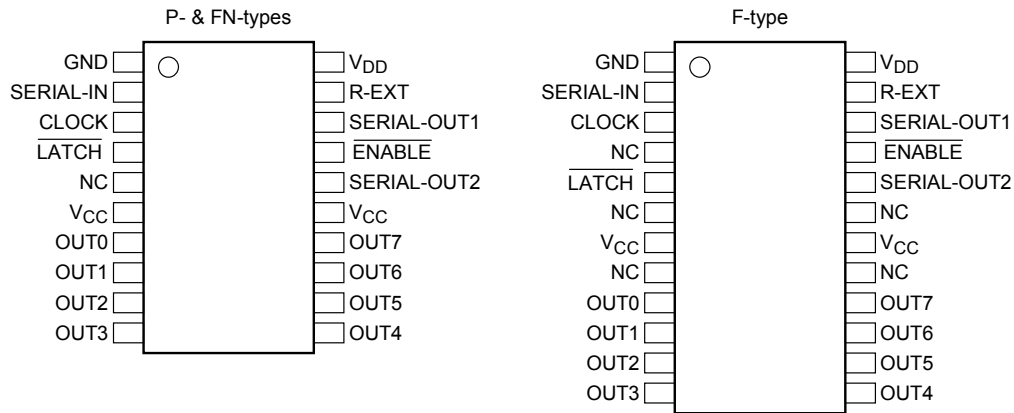 P- & FN-types
GND
SERIAL-IN
CLOCK
LATCH
NC
VCC
OUT0
OUT1
OUT2
OUT3
VDD
R-EXT
SERIAL-OUT1
ENABLE
SERIAL-OUT2
VCC
OUT7
OUT6
OUT5
OUT4
F-type
GND
SERIAL-IN
CLOCK
NC
LATCH
NC
VCC
NC
OUT0
OUT1
OUT2
OUT3
VDD
R-EXT
SERIAL-OUT1
ENABLE
SERIAL-OUT2
NC
VCC
NC
OUT7
OUT6
OUT5
OUT4